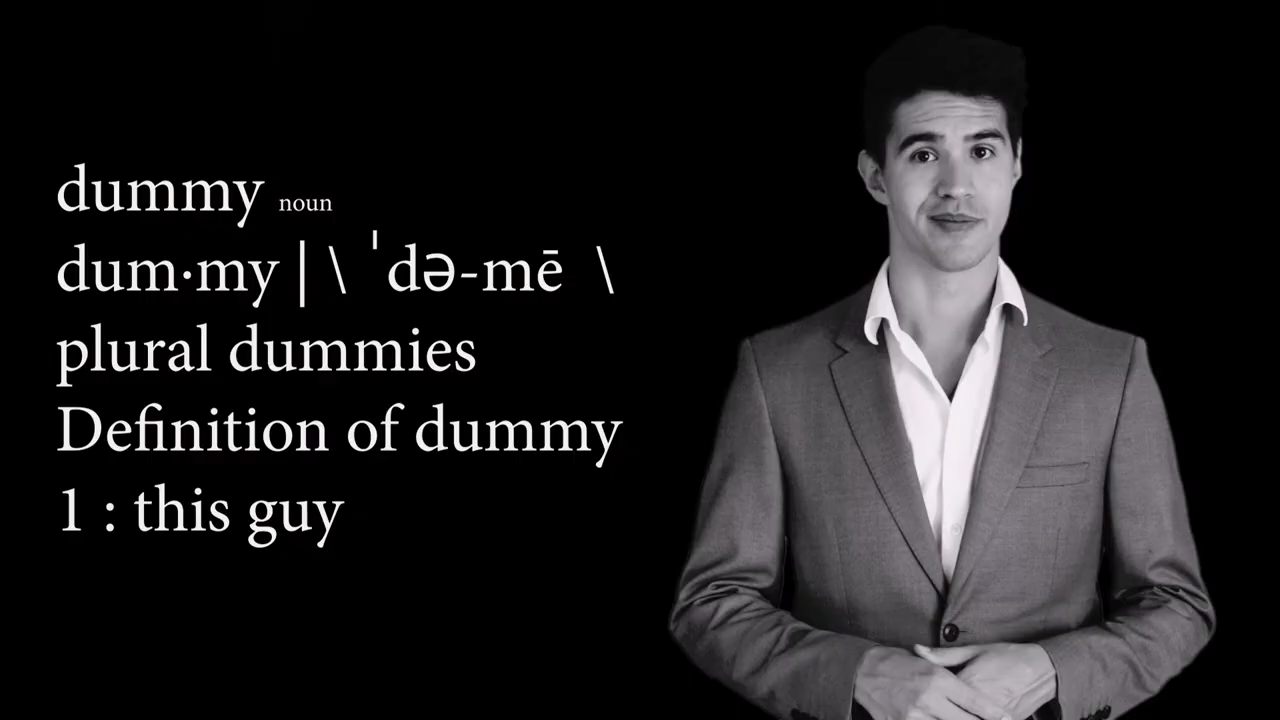 dummy noun
dum·my | \ ˈdə-mē \
plural dummies
Definition of dummy
1 : this guy